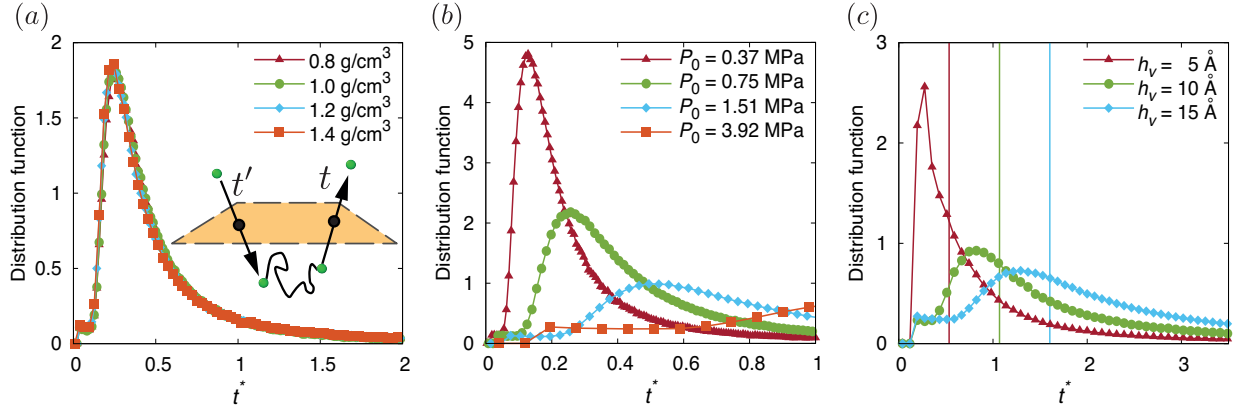 (a)
Distribution function
2
1.5
1
0.5
0
0 0.5 1 1.5 2
t*
0.8 g/cm³
1.0 g/cm³
1.2 g/cm³
1.4 g/cm³
t′
t
(b)
Distribution function
5
4
3
2
1
0
0 0.2 0.4 0.6 0.8 1
t*
P₀ = 0.37 MPa
P₀ = 0.75 MPa
P₀ = 1.51 MPa
P₀ = 3.92 MPa
(c)
Distribution function
3
2
1
0
0 1 2 3
t*
hᵥ = 5 Å
hᵥ = 10 Å
hᵥ = 15 Å